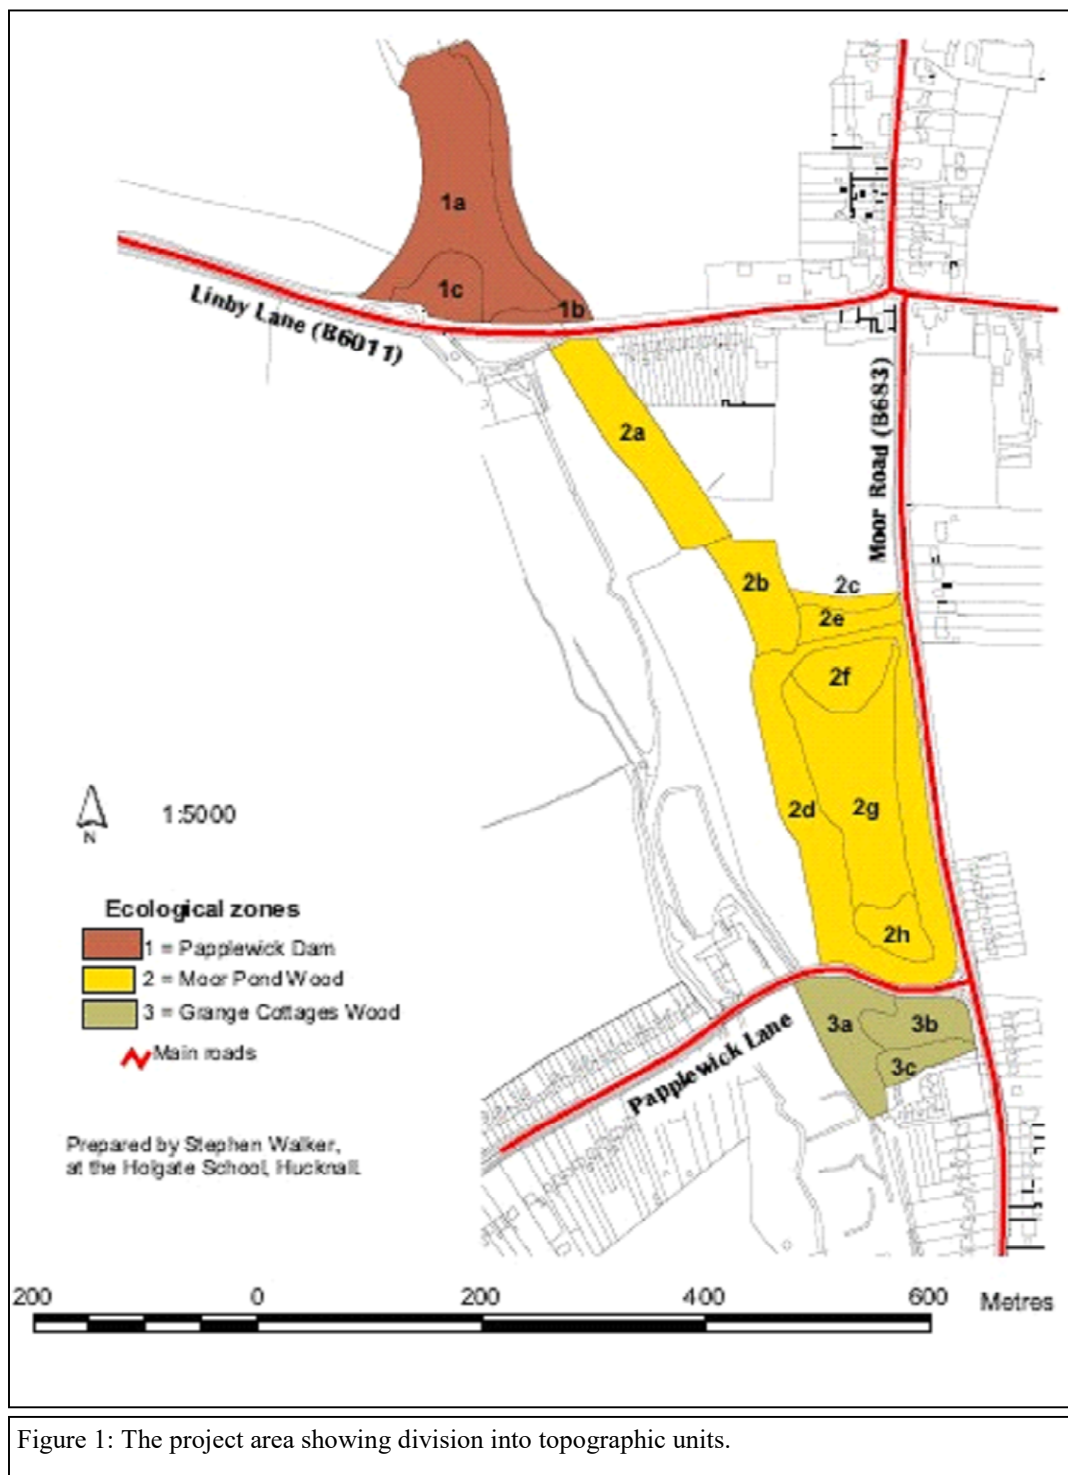 1a
1c
1b
Linby Lane (B6011)
2a
Moor Road (B683)
2b
2c
2e
2f
2d
2g
2h
N
1:5000
Ecological zones
1 = Papplewick Dam
2 = Moor Pond Wood
3 = Grange Cottages Wood
Main roads
3a
3b
3c
Papplewick Lane
Prepared by Stephen Walker,
at the Holgate School, Hucknall.
200 0 200 400 600 Metres
Figure 1: The project area showing division into topographic units.